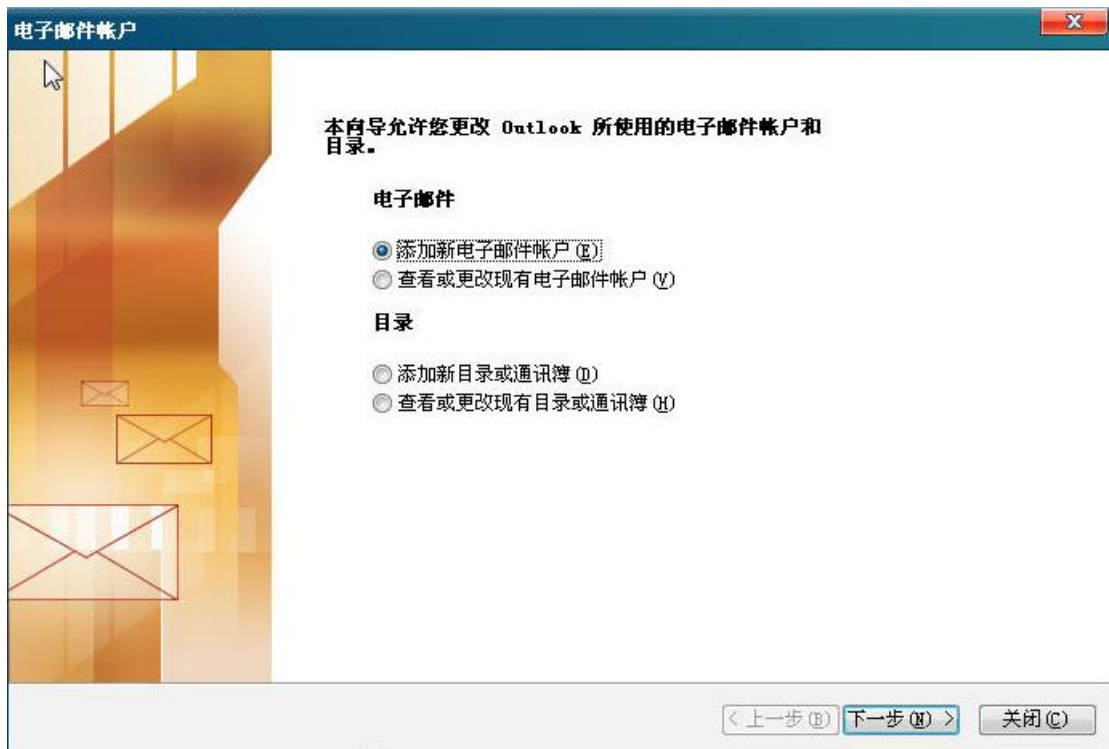 电子邮件帐户
本向导允许您更改 Outlook 所使用的电子邮件帐户和
目录。
电子邮件
添加新电子邮件帐户(E)
查看或更改现有电子邮件帐户(V)
目录
添加新目录或通讯簿(D)
查看或更改现有目录或通讯簿(H)
< 上一步(B) 下一步(N) > 关闭(C)